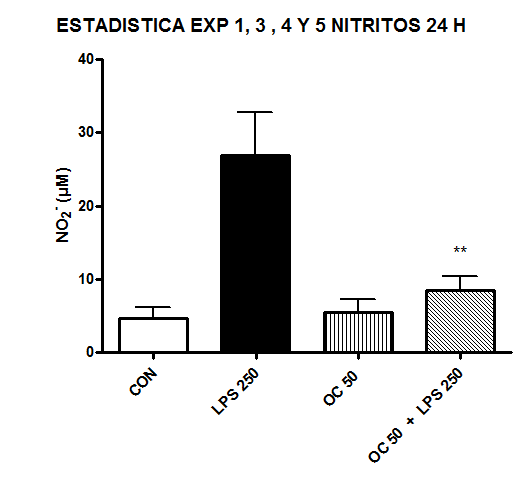 ESTADISTICA EXP 1, 3 , 4 Y 5 NITRITOS 24 H
40
30
20
10
0
NO₂⁻ (µM)
**
CON
LPS 250
OC 50
OC 50 + LPS 250